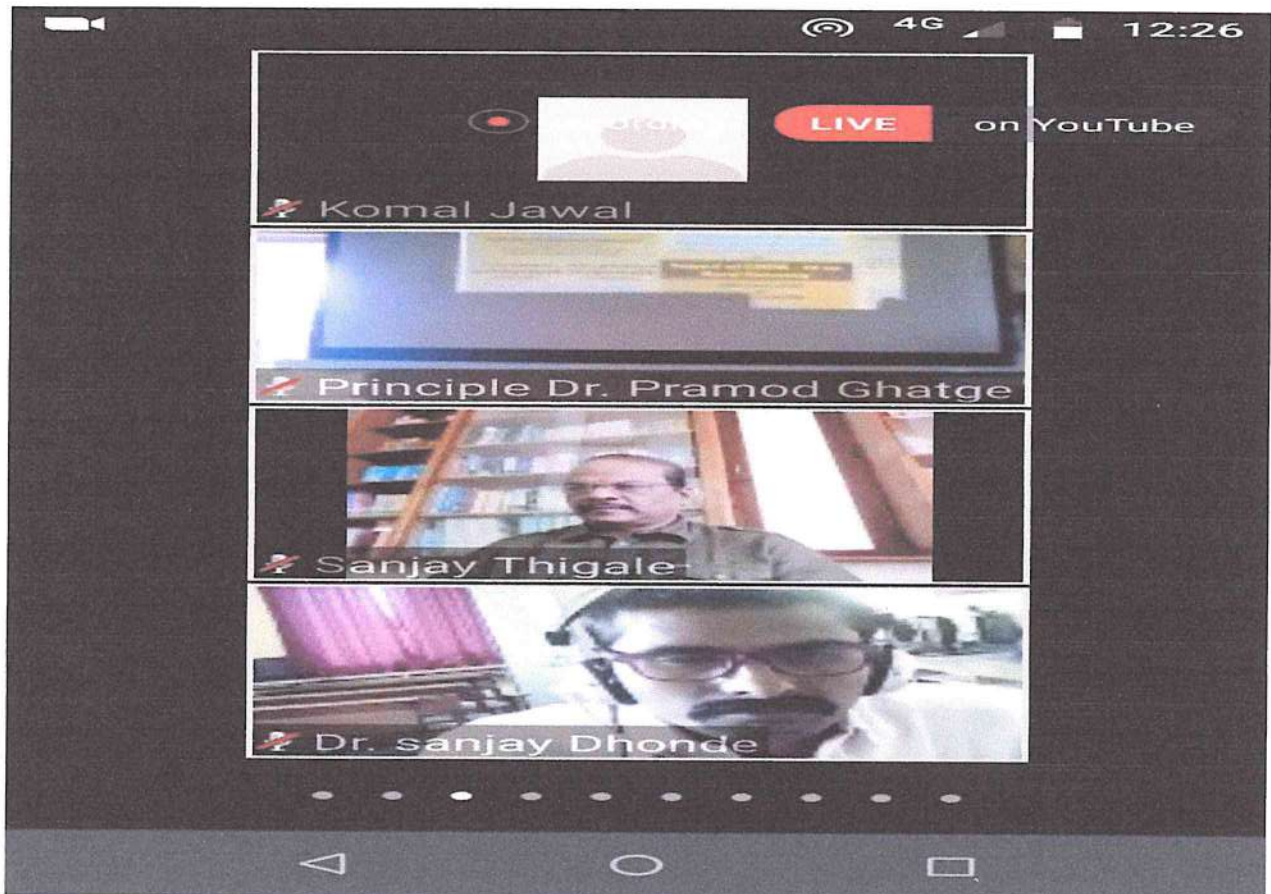 4G 12:26
LIVE on YouTube
Komal Jawal
Principle Dr. Pramod Ghatge
Sanjay Thigale
Dr. sanjay Dhonde